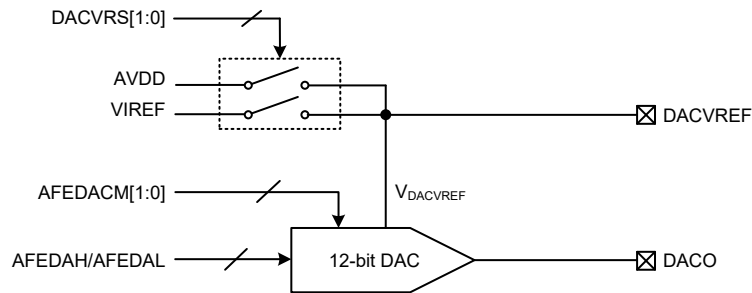 DACVRS[1:0]
AVDD
VIREF
DACVREF
AFEDACM[1:0]
VDACVREF
AFEDAH/AFEDAL
12-bit DAC
DACO